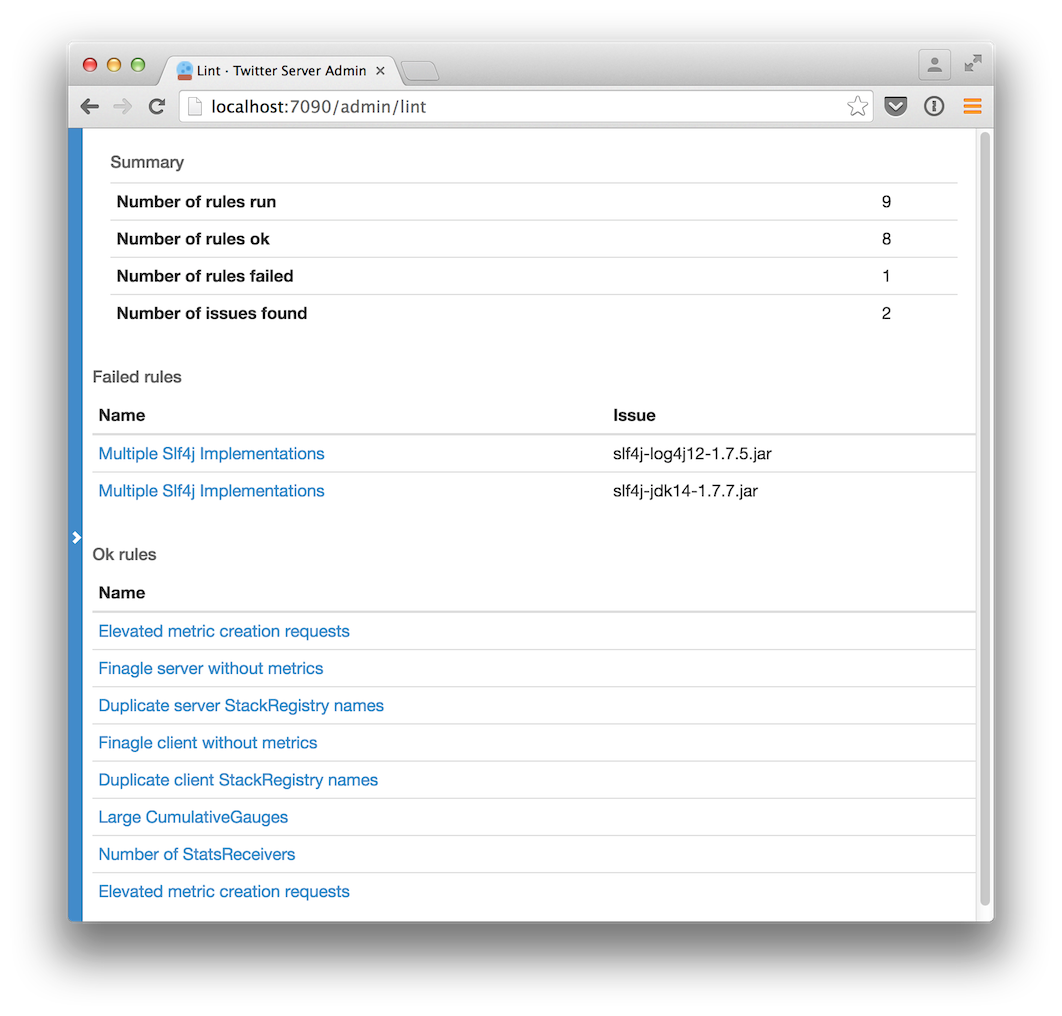 Lint · Twitter Server Admin
localhost:7090/admin/lint
Summary
Number of rules run 9
Number of rules ok 8
Number of rules failed 1
Number of issues found 2
Failed rules
Name Issue
Multiple Slf4j Implementations slf4j-log4j12-1.7.5.jar
Multiple Slf4j Implementations slf4j-jdk14-1.7.7.jar
Ok rules
Name
Elevated metric creation requests
Finagle server without metrics
Duplicate server StackRegistry names
Finagle client without metrics
Duplicate client StackRegistry names
Large CumulativeGauges
Number of StatsReceivers
Elevated metric creation requests